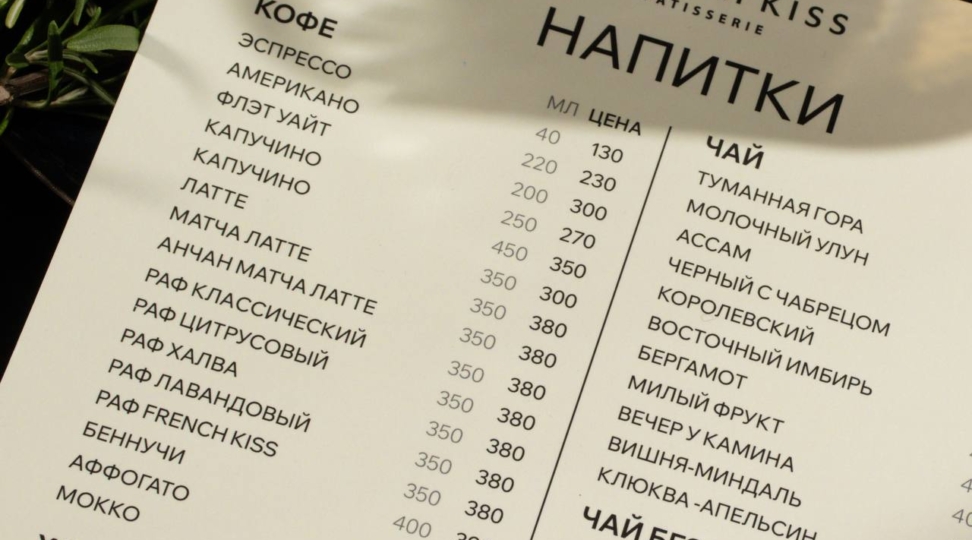 KISS
PATISSERIE
НАПИТКИ
КОФЕ
МЛ ЦЕНА
ЭСПРЕССО 40 130
АМЕРИКАНО 220 230
ФЛЭТ УАЙТ 200 300
КАПУЧИНО 250 270
КАПУЧИНО 450 350
ЛАТТЕ 350 300
МАТЧА ЛАТТЕ 350 380
АНЧАН МАТЧА ЛАТТЕ 350 380
РАФ КЛАССИЧЕСКИЙ 350 380
РАФ ЦИТРУСОВЫЙ 350 380
РАФ ХАЛВА 350 380
РАФ ЛАВАНДОВЫЙ 350 380
РАФ FRENCH KISS 350 380
БЕННУЧИ 400
АФФОГАТО
МОККО
ЧАЙ
ТУМАННАЯ ГОРА
МОЛОЧНЫЙ УЛУН
АССАМ
ЧЕРНЫЙ С ЧАБРЕЦОМ
КОРОЛЕВСКИЙ
ВОСТОЧНЫЙ ИМБИРЬ
БЕРГАМОТ
МИЛЫЙ ФРУКТ
ВЕЧЕР У КАМИНА
ВИШНЯ-МИНДАЛЬ
КЛЮКВА -АПЕЛЬСИН
ЧАЙ